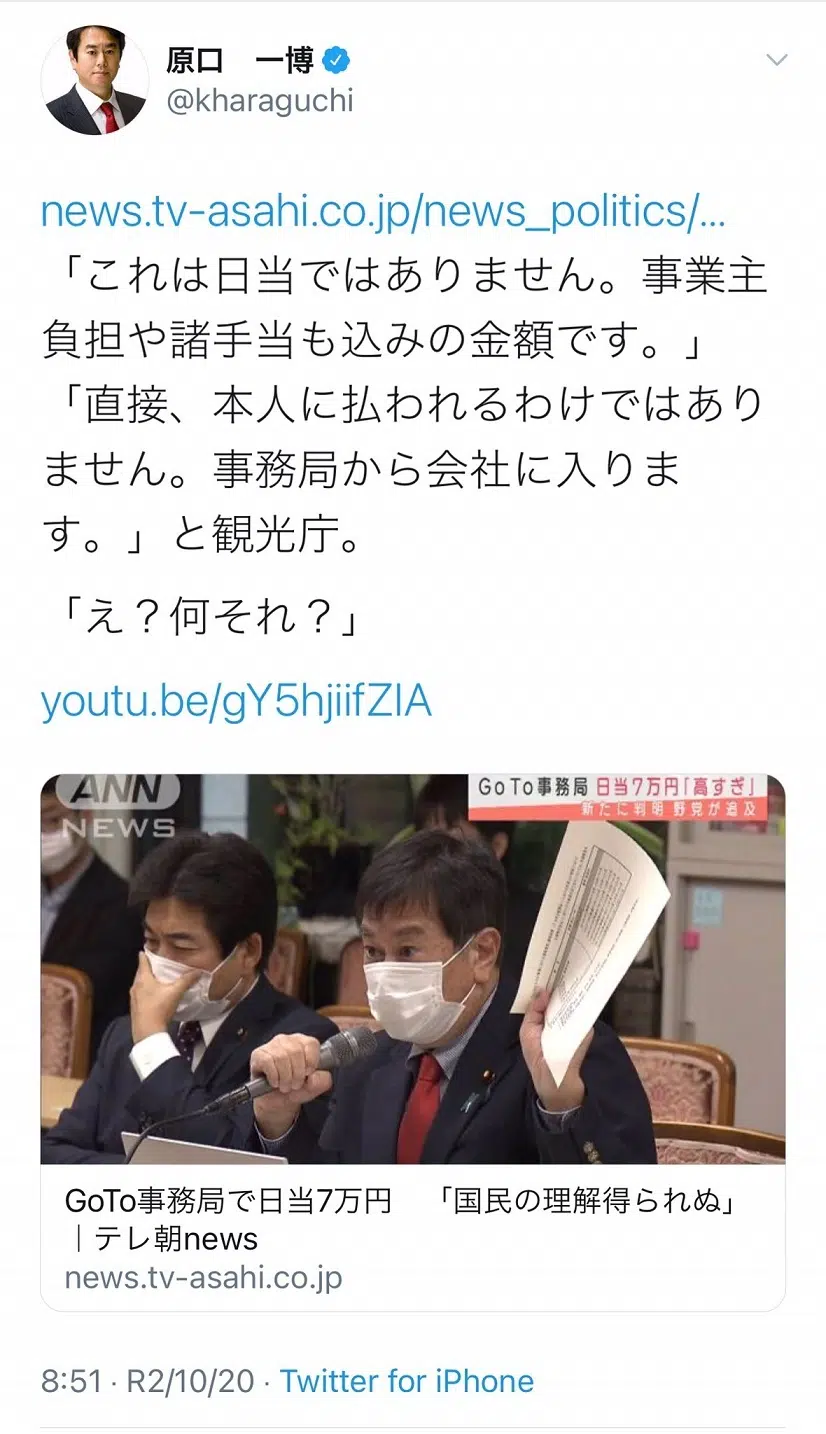 原口　一博
@kharaguchi
news.tv-asahi.co.jp/news_politics/...
「これは日当ではありません。事業主
負担や諸手当も込みの金額です。」
「直接、本人に払われるわけではあり
ません。事務局から会社に入りま
す。」と観光庁。
「え？何それ？」
youtu.be/gY5hjiifZIA
ANN
NEWS
GoTo事務局 日当7万円「高すぎ」
新たに判明 野党が追及
GoTo事務局で日当7万円　「国民の理解得られぬ」
｜テレ朝news
news.tv-asahi.co.jp
8:51 · R2/10/20 · Twitter for iPhone